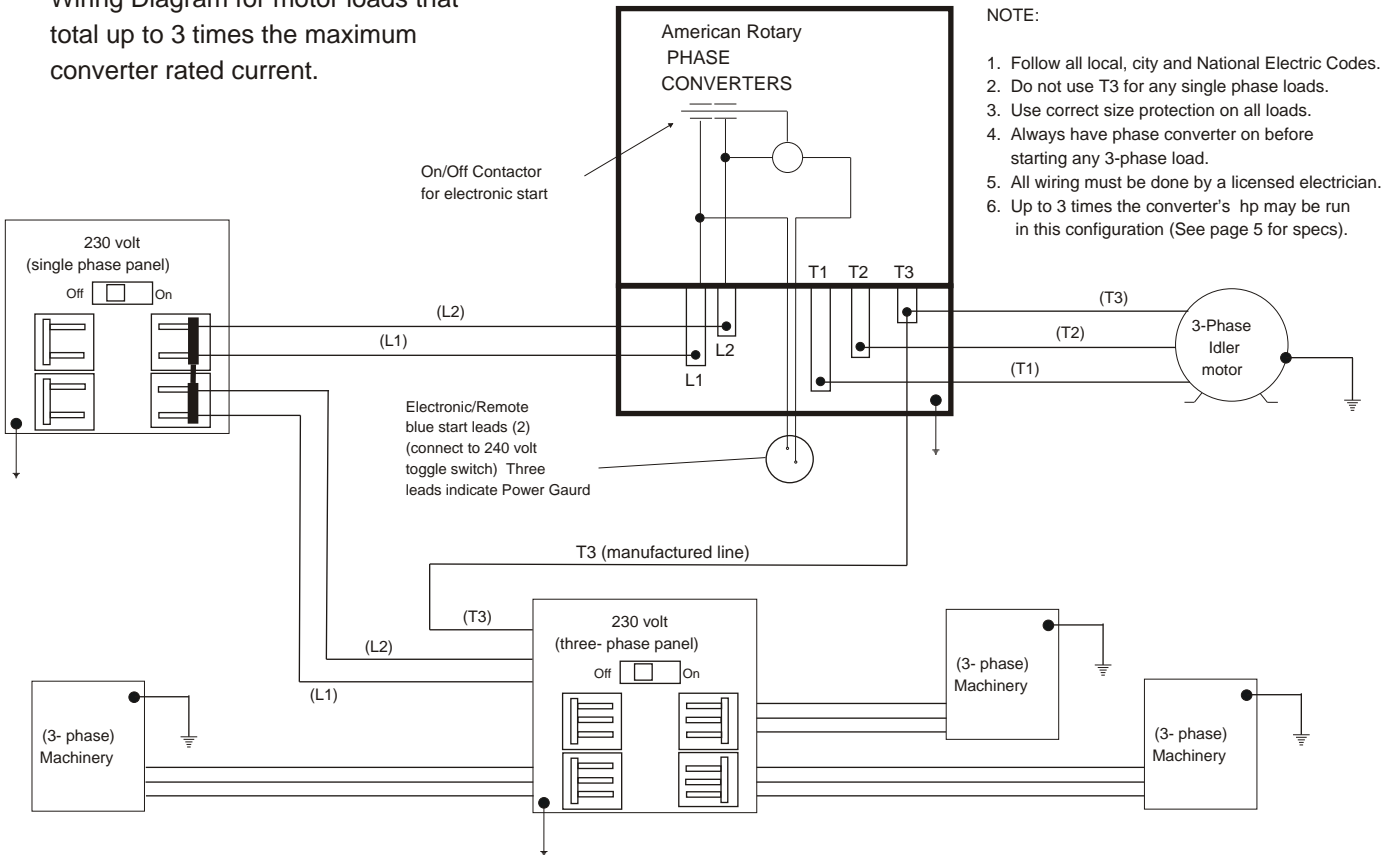 Wiring Diagram for motor loads that
total up to 3 times the maximum
converter rated current.
American Rotary
PHASE
CONVERTERS
NOTE:
1. Follow all local, city and National Electric Codes.
2. Do not use T3 for any single phase loads.
3. Use correct size protection on all loads.
4. Always have phase converter on before
starting any 3-phase load.
5. All wiring must be done by a licensed electrician.
6. Up to 3 times the converter's hp may be run
in this configuration (See page 5 for specs).
On/Off Contactor
for electronic start
230 volt
(single phase panel)
Off On
T1 T2 T3
(L2)
(L1)
L2
L1
(T3)
(T2)
(T1)
3-Phase
Idler
motor
Electronic/Remote
blue start leads (2)
(connect to 240 volt
toggle switch) Three
leads indicate Power Gaurd
T3 (manufactured line)
(T3)
(L2)
(L1)
230 volt
(three- phase panel)
Off On
(3- phase)
Machinery
(3- phase)
Machinery
(3- phase)
Machinery